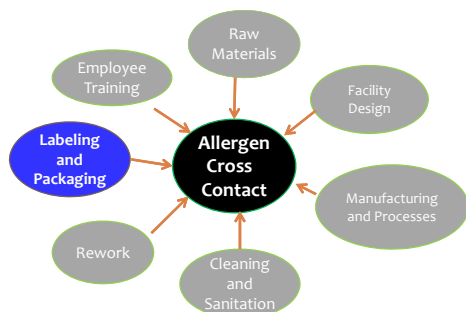 Raw
Materials
Employee
Training
Facility
Design
Labeling
and
Packaging
Allergen
Cross
Contact
Manufacturing
and Processes
Rework
Cleaning
and
Sanitation